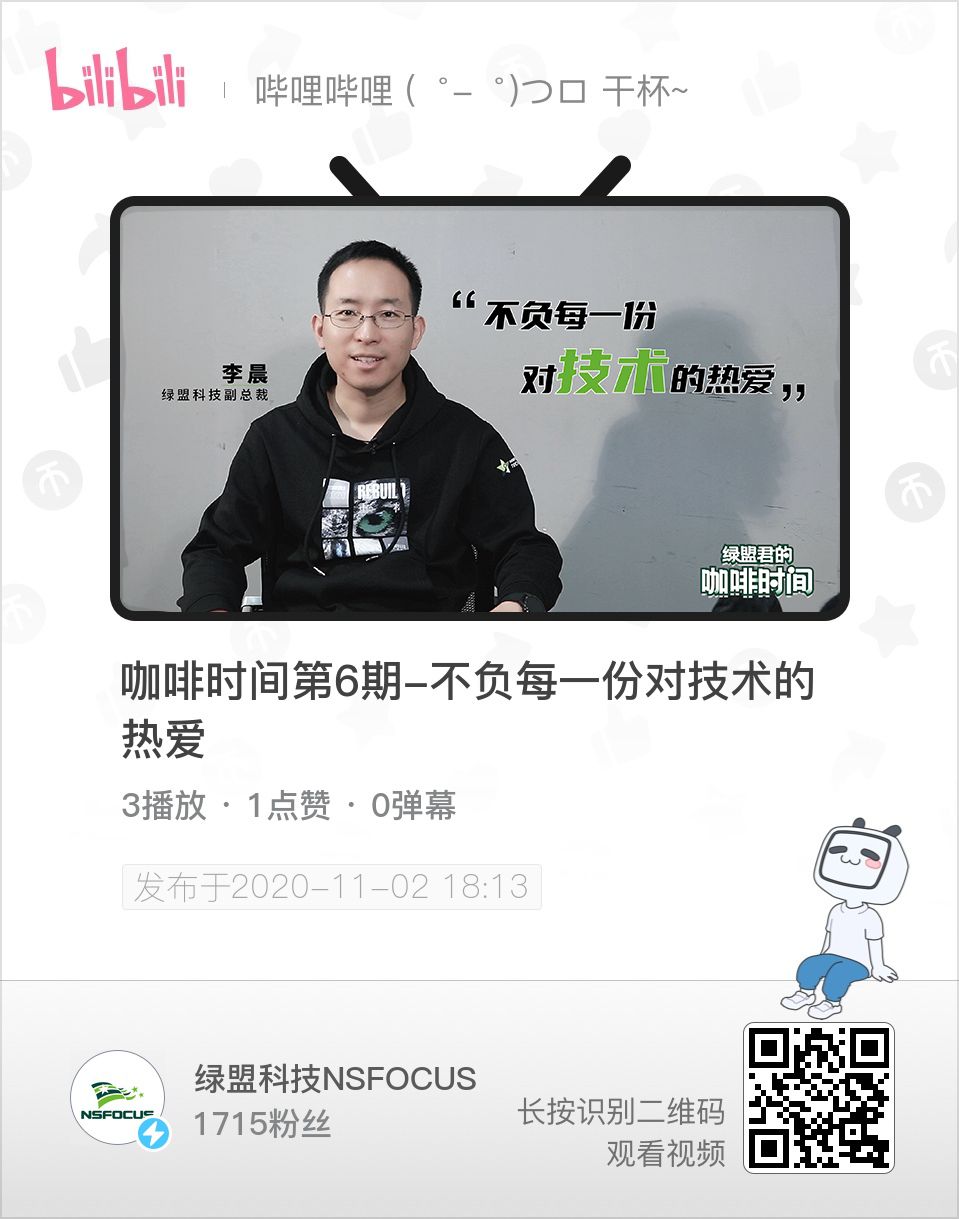 bilibili
哔哩哔哩 ( ゜- ゜)つロ 干杯~
“不负每一份
对技术的热爱”
李晨
绿盟科技副总裁
REBUILD
绿盟君的
咖啡时间
咖啡时间第6期-不负每一份对技术的
热爱
3播放 · 1点赞 · 0弹幕
发布于2020-11-02 18:13
NSFOCUS
绿盟科技NSFOCUS
1715粉丝
长按识别二维码
观看视频